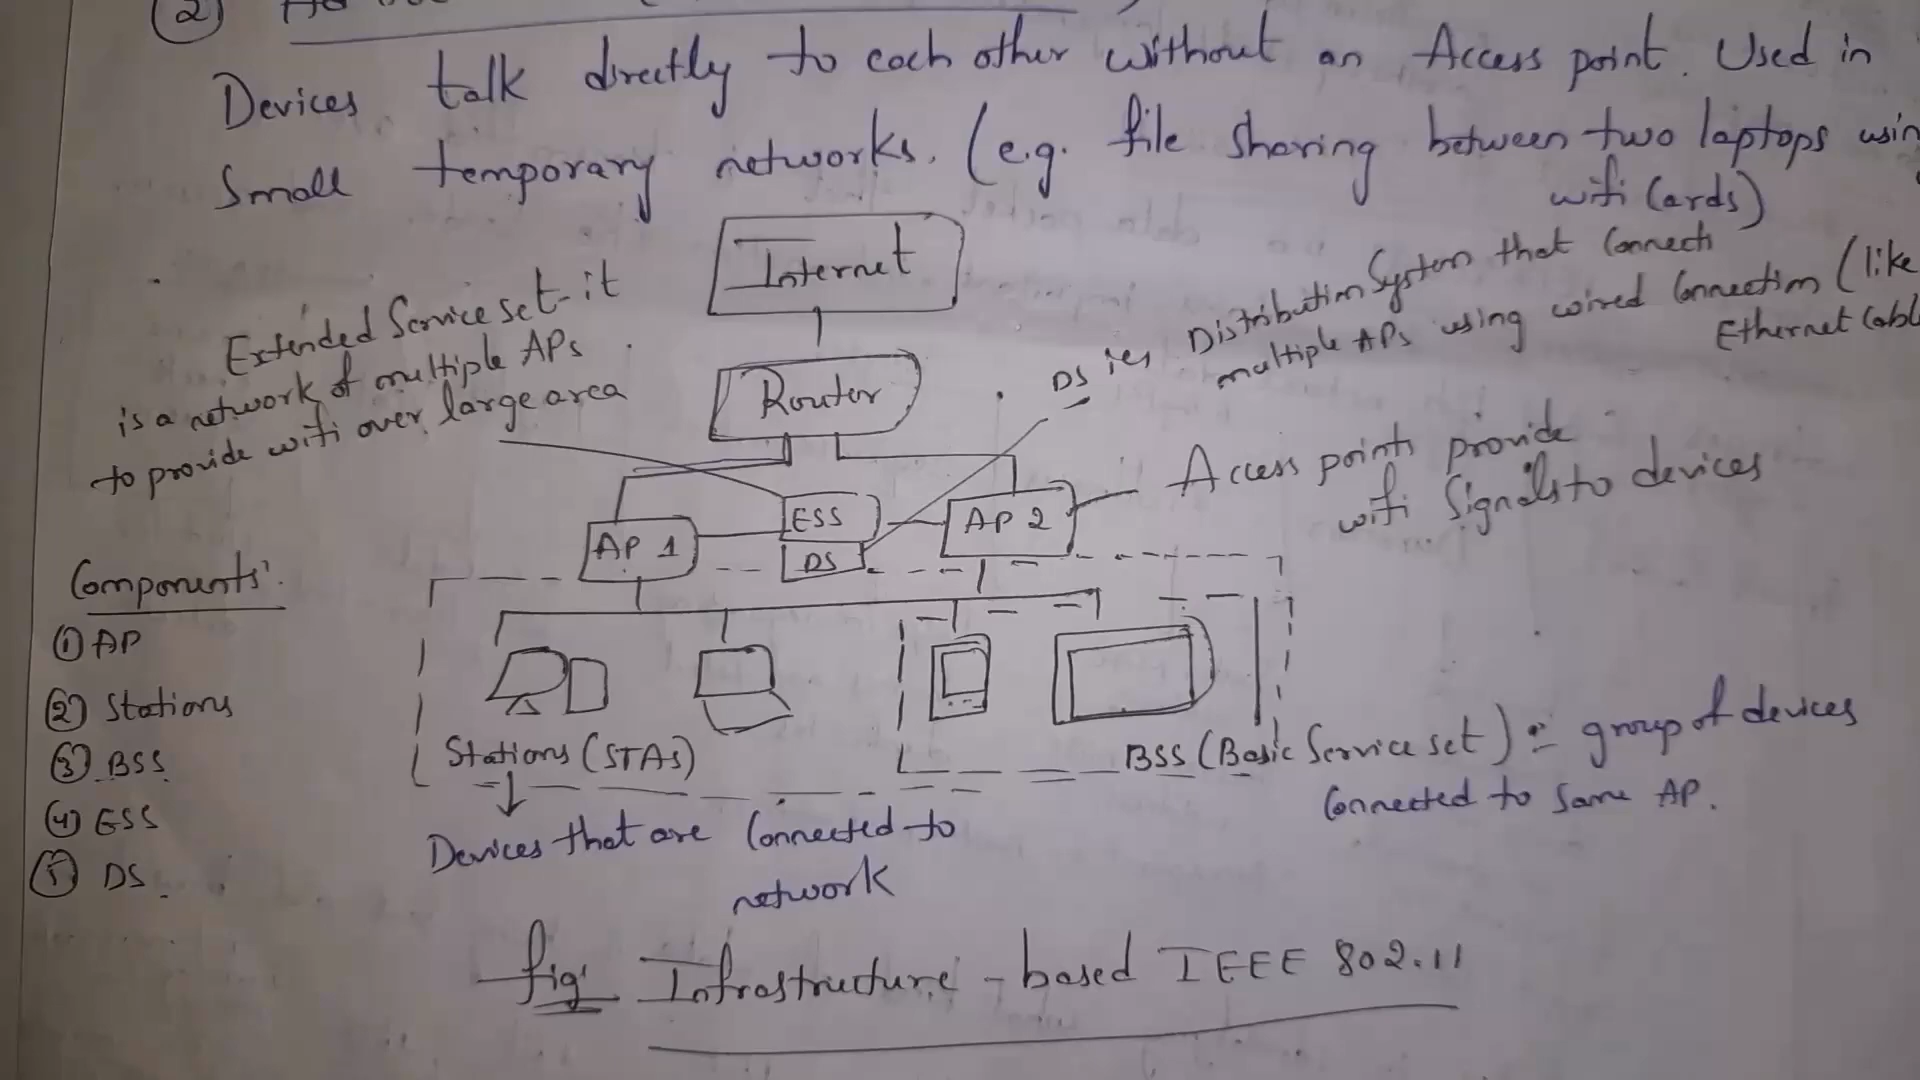 ②
Devices talk directly to each other without an Access point. Used in
Small temporary networks. (e.g. file sharing between two laptops
wifi Cards)
Internet
Extended Service set - it
is a network of multiple APs
to provide wifi over large area
Router
DS ies Distribution System that Connects
multiple APs using wired Connection (like
Ethernet
Access points provide
wifi Signals to devices
AP 1
ESS
DS
AP 2
Components:
① AP
② Stations
③ BSS
④ ESS
⑤ DS
Stations (STAs)
Devices that are Connected to
network
BSS (Basic Service set) = group of devices
Connected to same AP.
fig: Infrastructure - based IEEE 802.11